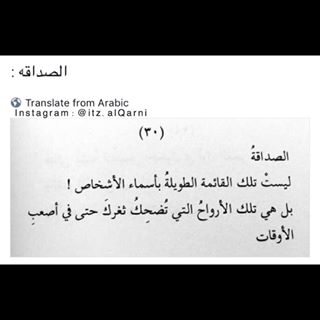 الصداقه :
Translate from Arabic
Instagram : @itz.alQarni
(٣٠)
الصداقةُ
ليستْ تلك القائمة الطويلةُ بأسماء الأشخاص !
بل هي تلك الأرواحُ التي تُضحِكُ ثغركَ حتى في أصعبِ
الأوقات